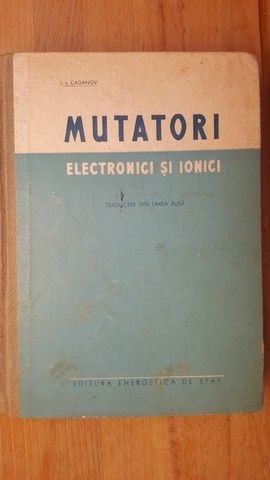 I. L. CAGANOV
MUTATORI
ELECTRONICI ȘI IONICI
TRADUCERE DIN LIMBA RUSĂ
EDITURA ENERGETICĂ DE STAT